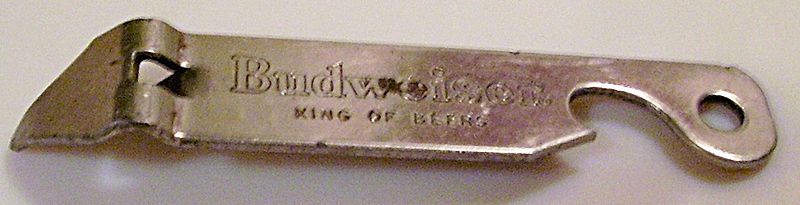 Budweiser
KING OF BEERS